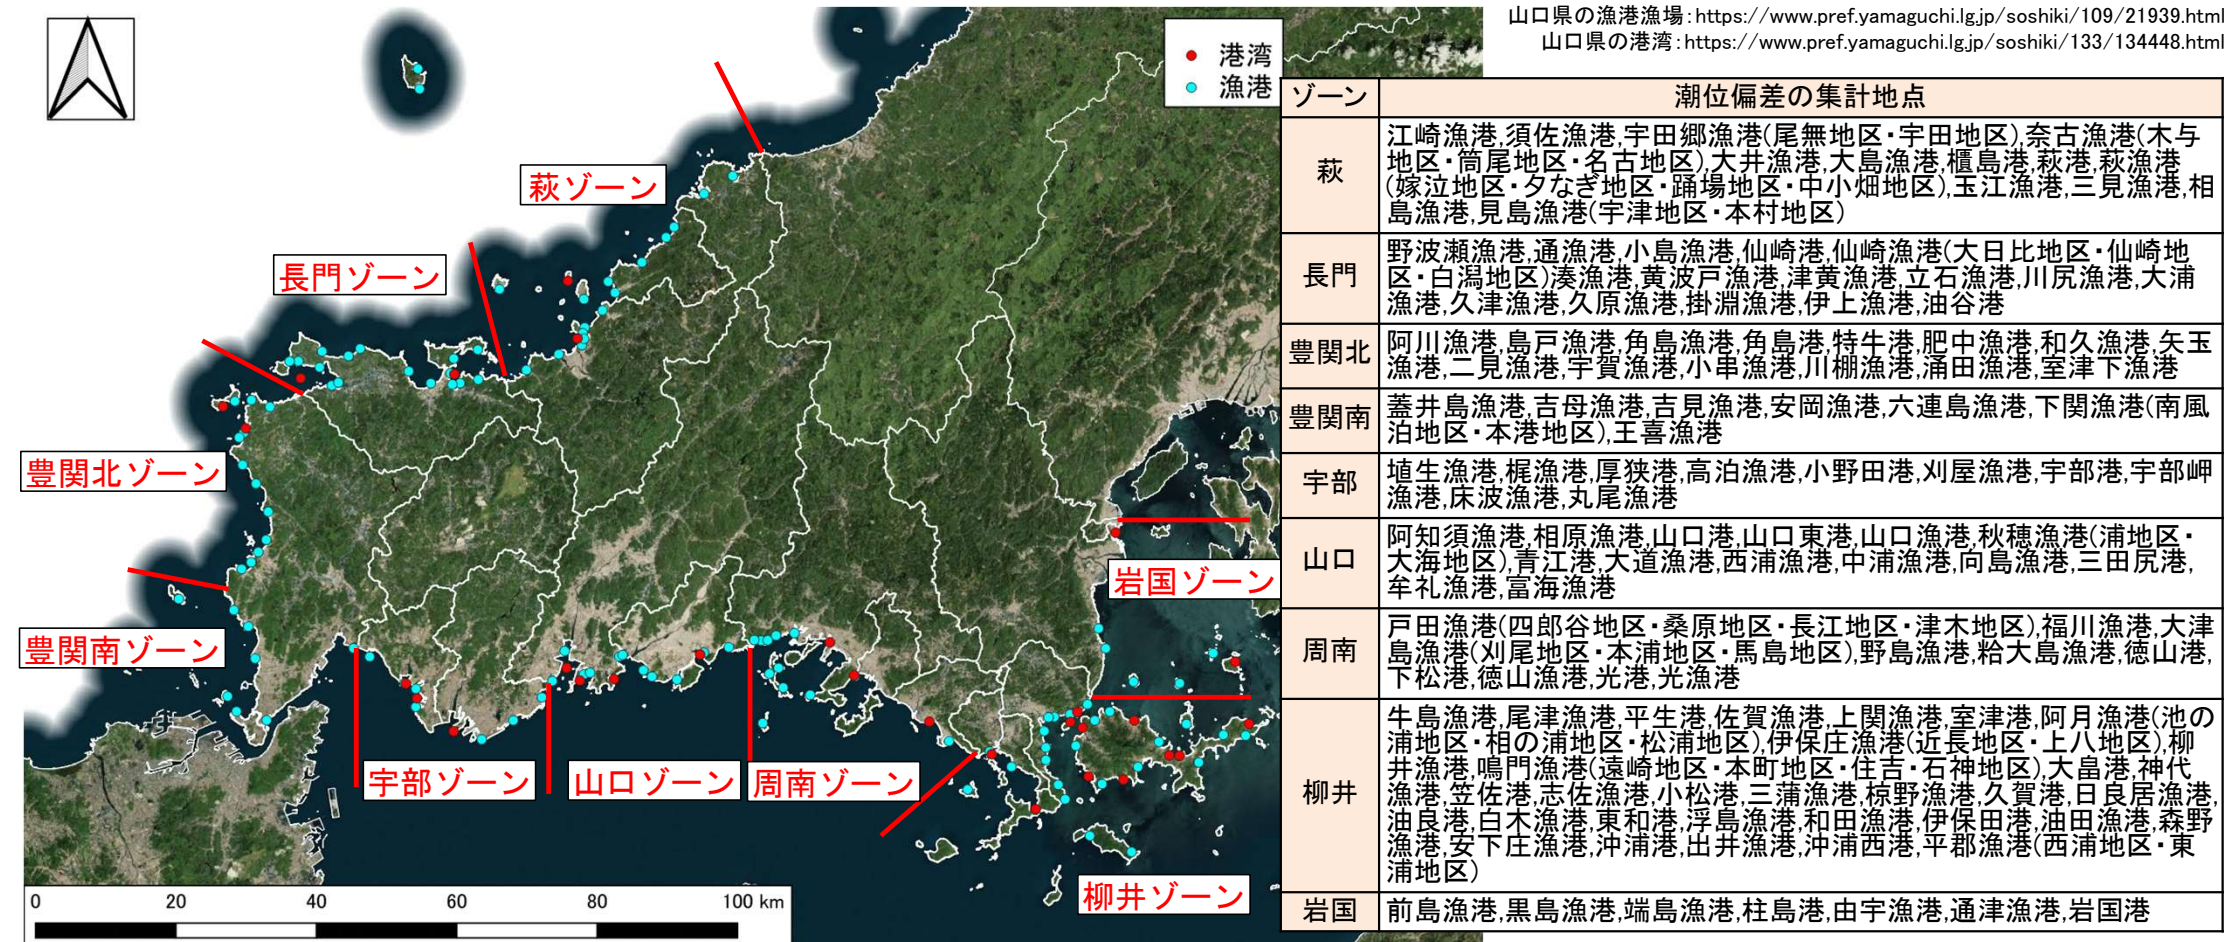 山口県の漁港漁場:https://www.pref.yamaguchi.lg.jp/soshiki/109/21939.html
山口県の港湾:https://www.pref.yamaguchi.lg.jp/soshiki/133/134448.html
港湾
漁港
萩ゾーン
長門ゾーン
豊関北ゾーン
豊関南ゾーン
宇部ゾーン
山口ゾーン
周南ゾーン
柳井ゾーン
岩国ゾーン
0 20 40 60 80 100 km
ゾーン 潮位偏差の集計地点
萩
江崎漁港,須佐漁港,宇田郷漁港(尾無地区・宇田地区),奈古漁港(木与
地区・筒尾地区・名古地区),大井漁港,大島漁港,櫃島港,萩港,萩漁港
(嫁泣地区・夕なぎ地区・踊場地区・中小畑地区),玉江漁港,三見漁港,相
島漁港,見島漁港(宇津地区・本村地区)
長門
野波瀬漁港,通漁港,小島漁港,仙崎港,仙崎漁港(大日比地区・仙崎地
区・白潟地区)湊漁港,黄波戸漁港,津黄漁港,立石漁港,川尻漁港,大浦
漁港,久津漁港,久原漁港,掛淵漁港,伊上漁港,油谷港
豊関北
阿川漁港,島戸漁港,角島漁港,角島港,特牛港,肥中漁港,和久漁港,矢玉
漁港,二見漁港,宇賀漁港,小串漁港,川棚漁港,涌田漁港,室津下漁港
豊関南
蓋井島漁港,吉母漁港,吉見漁港,安岡漁港,六連島漁港,下関漁港(南風
泊地区・本港地区),王喜漁港
宇部
埴生漁港,梶漁港,厚狭港,高泊漁港,小野田港,刈屋漁港,宇部港,宇部岬
漁港,床波漁港,丸尾漁港
山口
阿知須漁港,相原漁港,山口港,山口東港,山口漁港,秋穂漁港(浦地区・
大海地区),青江港,大道漁港,西浦漁港,中浦漁港,向島漁港,三田尻港,
牟礼漁港,富海漁港
周南
戸田漁港(四郎谷地区・桑原地区・長江地区・津木地区),福川漁港,大津
島漁港(刈尾地区・本浦地区・馬島地区),野島漁港,粭大島漁港,徳山港,
下松港,徳山漁港,光港,光漁港
柳井
牛島漁港,尾津漁港,平生港,佐賀漁港,上関漁港,室津港,阿月漁港(池の
浦地区・相の浦地区・松浦地区),伊保庄漁港(近長地区・上八地区),柳
井漁港,鳴門漁港(遠崎地区・本町地区・住吉・石神地区),大畠港,神代
漁港,笠佐港,志佐漁港,小松港,三蒲漁港,椋野漁港,久賀港,日良居漁港,
油良港,白木漁港,東和港,浮島漁港,和田漁港,伊保田港,油田漁港,森野
漁港,安下庄漁港,沖浦港,出井漁港,沖浦西港,平郡漁港(西浦地区・東
浦地区)
岩国
前島漁港,黒島漁港,端島漁港,柱島港,由宇漁港,通津漁港,岩国港